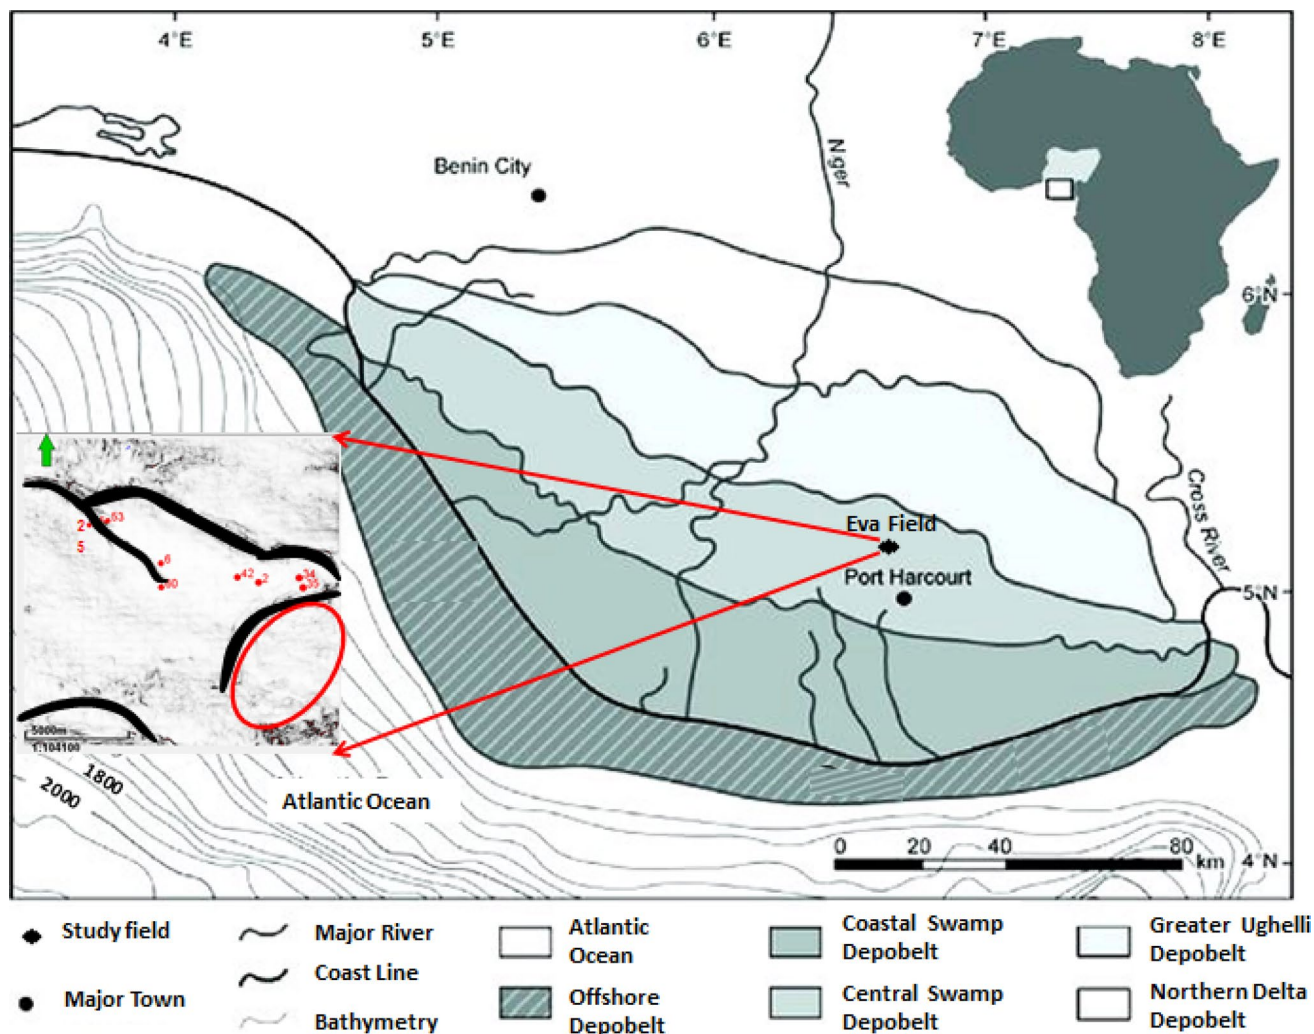 4°E 5°E 6°E 7°E 8°E
Benin City
Niger
6°N
Cross River
Eva Field
Port Harcourt
5°N
2 63
5
6
60
42 2 34
35
5000m
1:104100
1800
2000
Atlantic Ocean
0 20 40 80
km
4°N
Study field
Major River
Atlantic
Ocean
Coastal Swamp
Depobelt
Greater Ughelli
Depobelt
Major Town
Coast Line
Bathymetry
Offshore
Depobelt
Central Swamp
Depobelt
Northern Delta
Depobelt